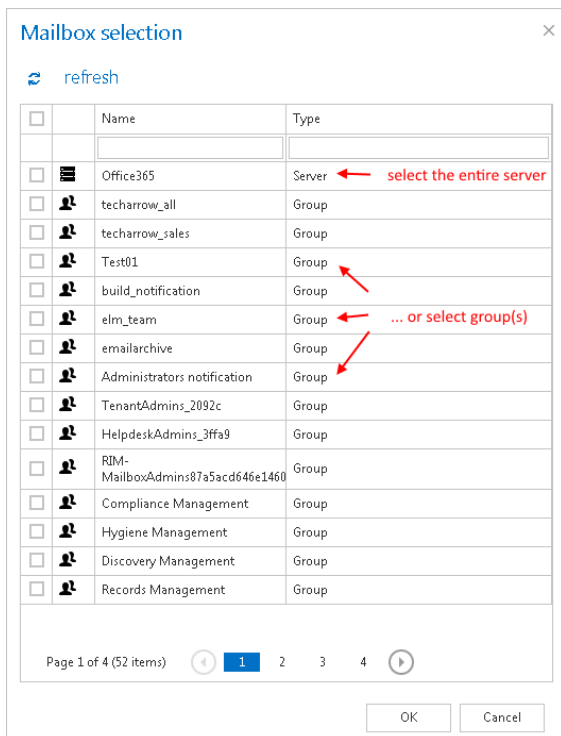 Mailbox selection
refresh
Name Type
Office365 Server select the entire server
techarrow_all Group
techarrow_sales Group
Test01 Group
build_notification Group
elm_team Group ... or select group(s)
emailarchive Group
Administrators notification Group
TenantAdmins_2092c Group
HelpdeskAdmins_3ffa9 Group
RIM-
MailboxAdmins87a5acd646e1460 Group
Compliance Management Group
Hygiene Management Group
Discovery Management Group
Records Management Group
Page 1 of 4 (52 items) 1 2 3 4
OK Cancel